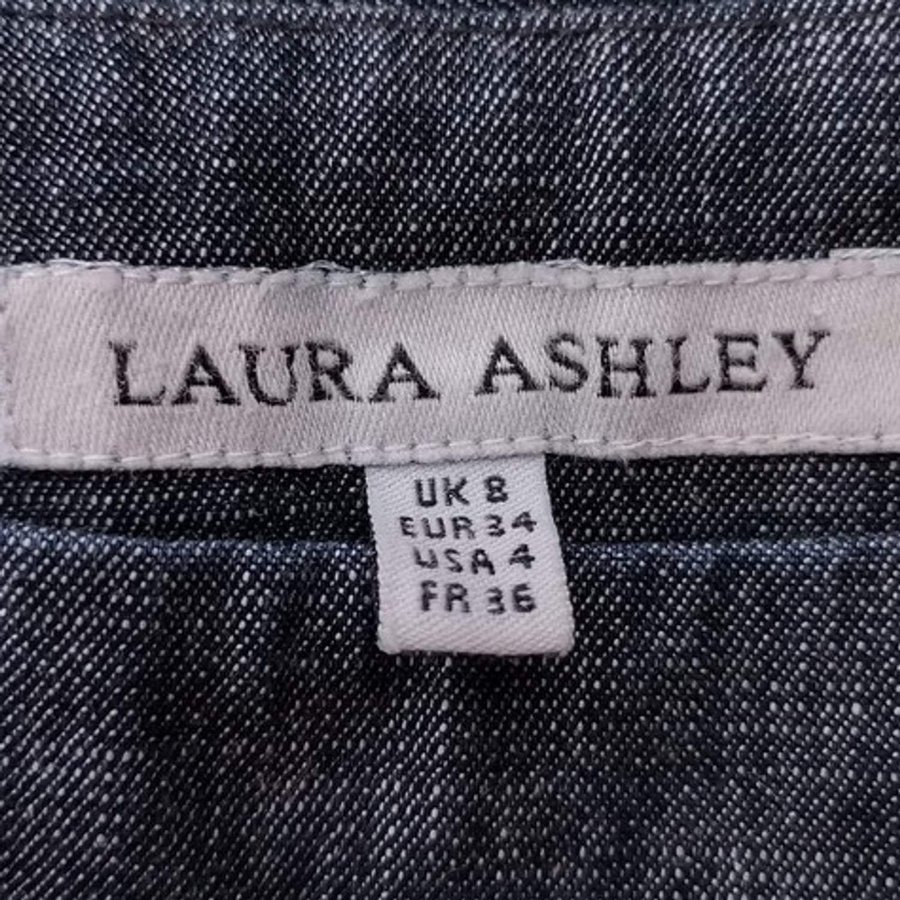 LAURA ASHLEY
UK 8
EUR 34
USA 4
FR 36